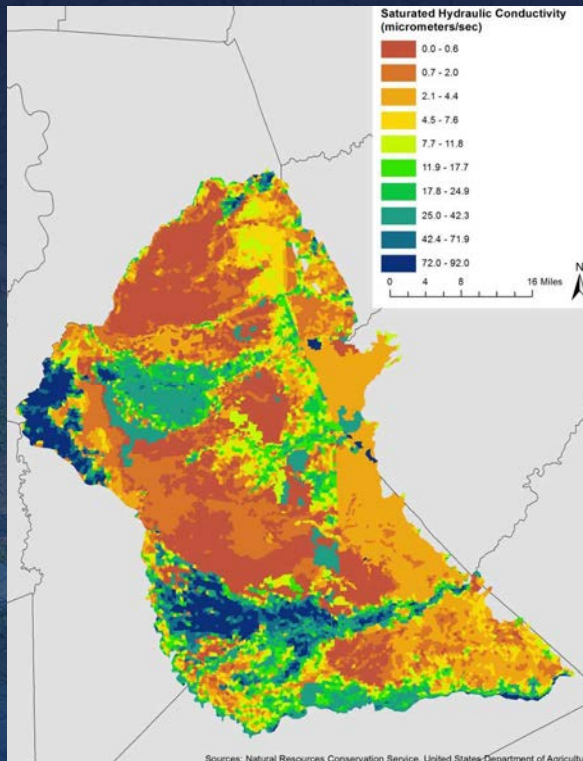 Saturated Hydraulic Conductivity
(micrometers/sec)
0.0 - 0.6
0.7 - 2.0
2.1 - 4.4
4.5 - 7.6
7.7 - 11.8
11.9 - 17.7
17.8 - 24.9
25.0 - 42.3
42.4 - 71.9
72.0 - 92.0
N
0 4 8 16 Miles
Sources: Natural Resources Conservation Service, United States Department of Agricultu